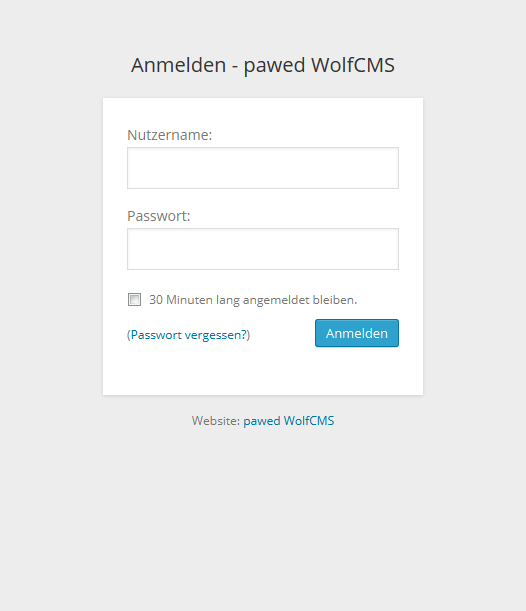 Anmelden - pawed WolfCMS
Nutzername:
Passwort:
30 Minuten lang angemeldet bleiben.
(Passwort vergessen?)
Anmelden
Website: pawed WolfCMS